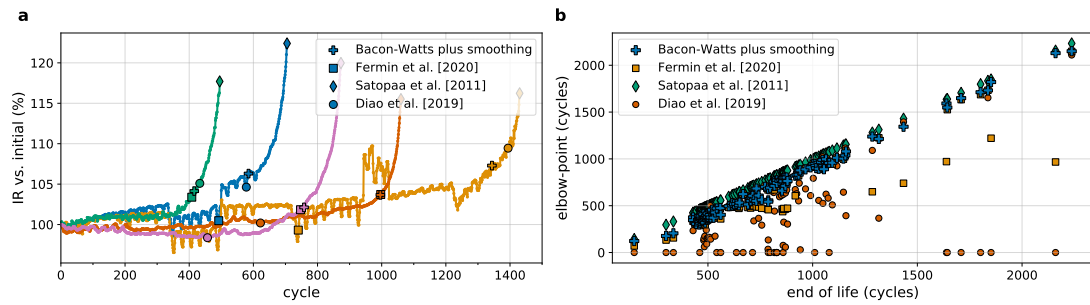 a
IR vs. initial (%)
120
115
110
105
100
0
200
400
600
800
1000
1200
1400
cycle
Bacon-Watts plus smoothing
Fermin et al. [2020]
Satopaa et al. [2011]
Diao et al. [2019]
b
elbow-point (cycles)
2000
1500
1000
500
0
500
1000
1500
2000
end of life (cycles)
Bacon-Watts plus smoothing
Fermin et al. [2020]
Satopaa et al. [2011]
Diao et al. [2019]